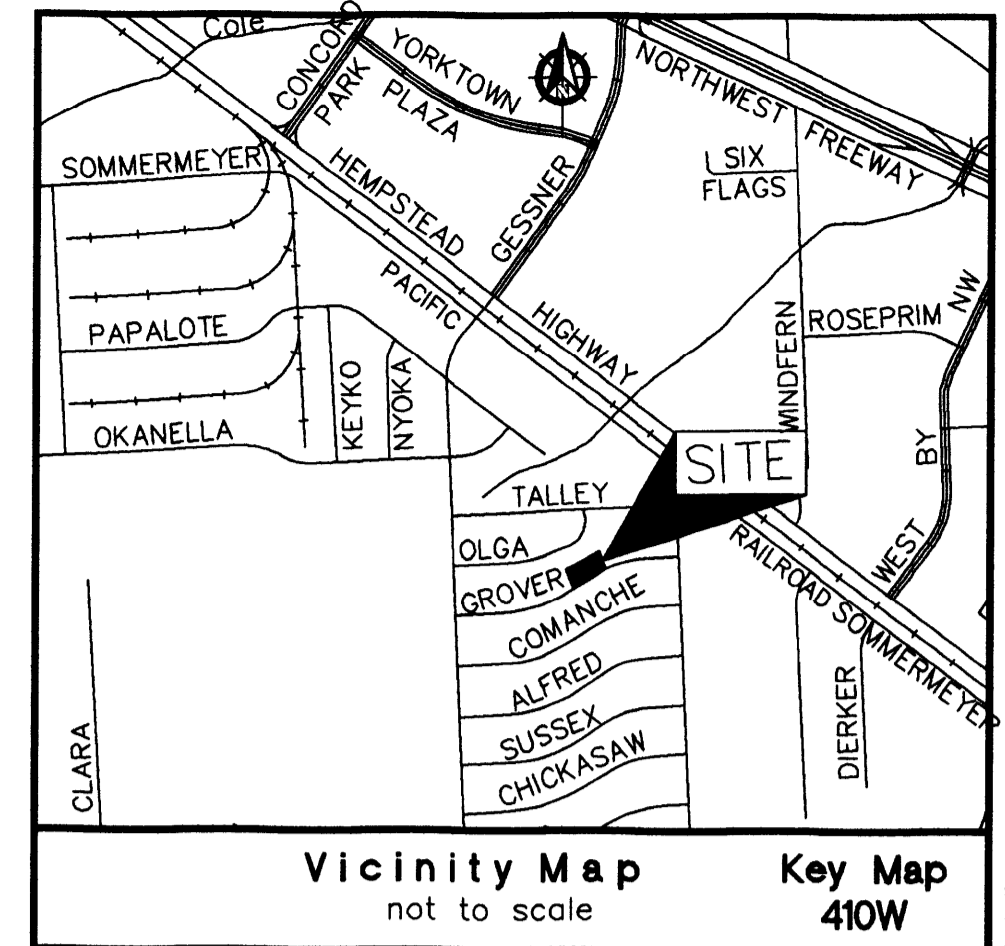 Cole
CONCORD
PARK
YORKTOWN
PLAZA
N
NORTHWEST
FREEWAY
SOMMERMEYER
HEMPSTEAD
HIGHWAY
GESSNER
SIX
FLAGS
PACIFIC
PAPALOTE
KEYKO
NYOKA
WINDFERN
ROSEPRIM
NW
BY
WEST
OKANELLA
SITE
TALLEY
OLGA
GROVER
COMANCHE
ALFRED
SUSSEX
CHICKASAW
RAILROAD
SOMMERMEYER
DIERKER
CLARA
Vicinity Map
not to scale
Key Map
410W